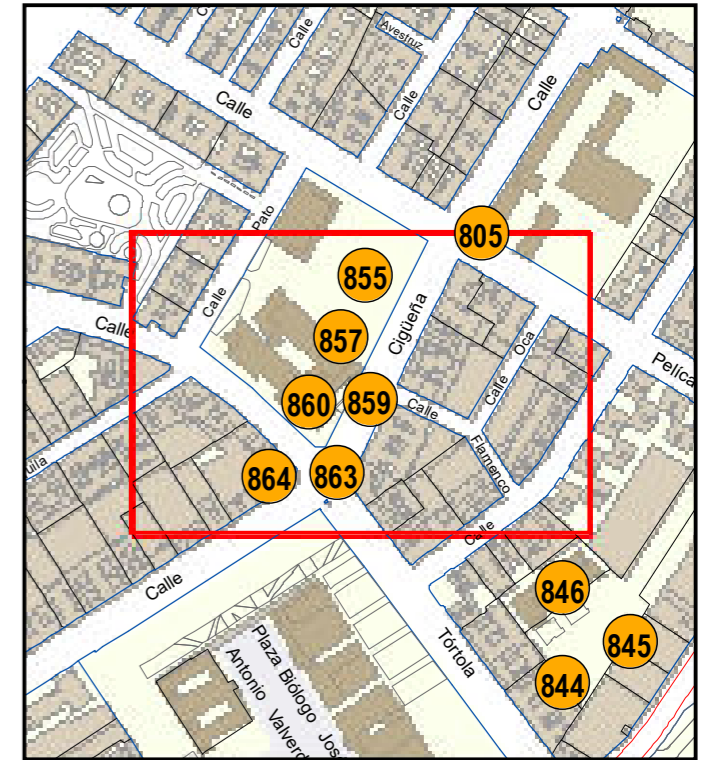 Calle
Avestruz
Calle
Calle
Calle
Pato
Calle
805
855
Cigüeña
857
Calle
Oca
Calle
Pelíca
860
859
Calle
Flamenco
uila
864
863
Calle
Calle
846
Tórtola
845
844
Plaza Biólogo José
Antonio Valverd